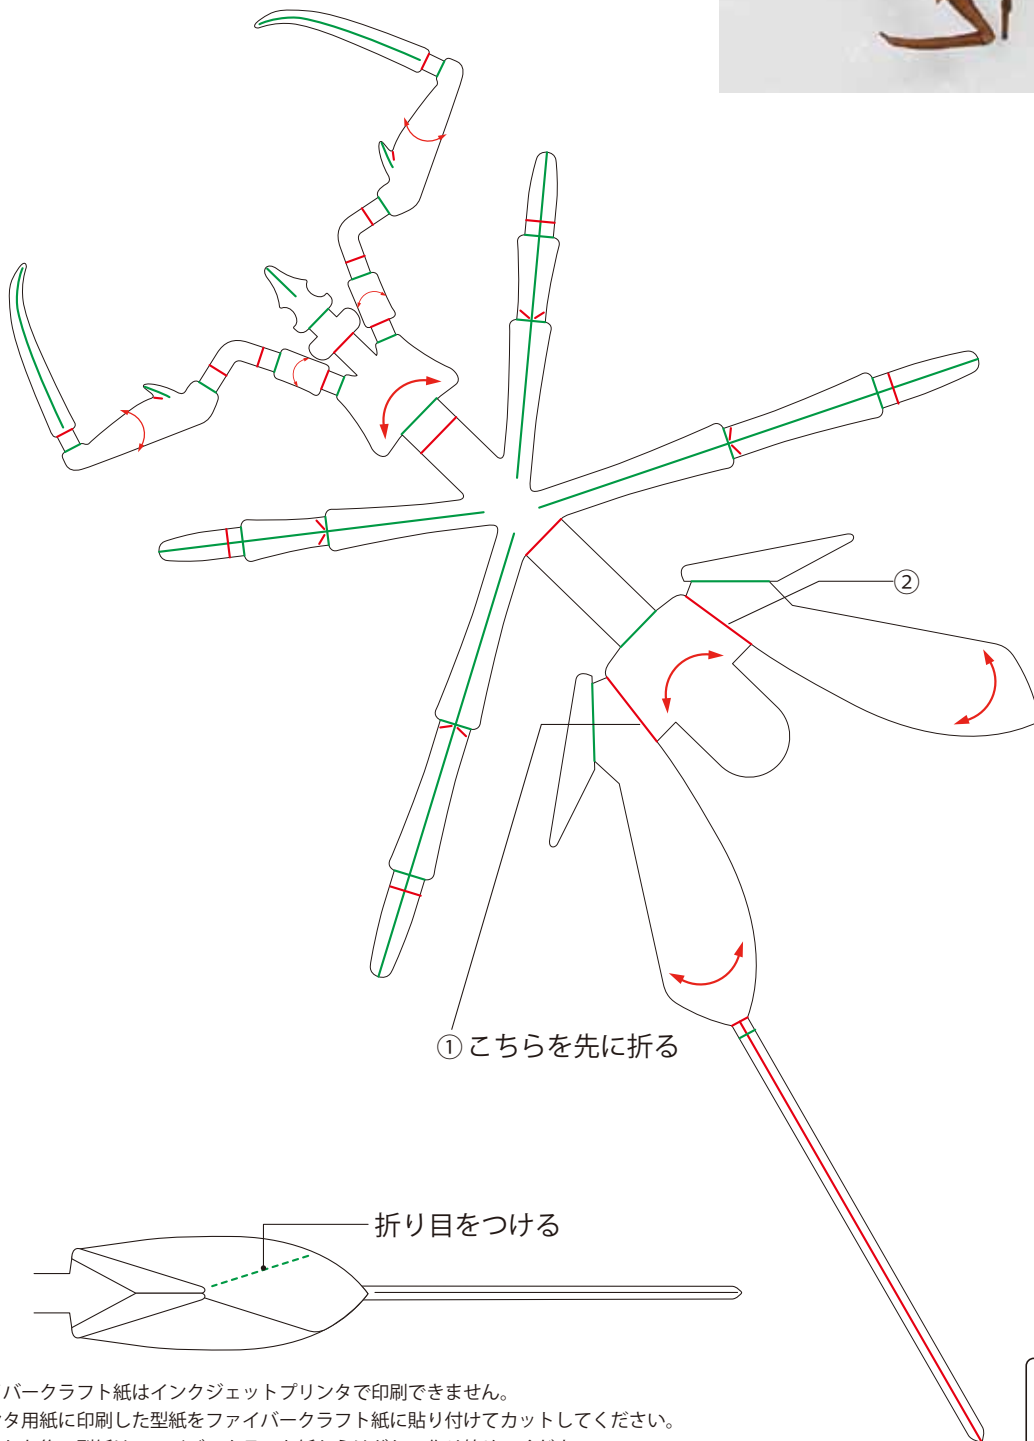 ②
① こちらを先に折る
折り目をつける
バークラフト紙はインクジェットプリンタで印刷できません。
タ用紙に印刷した型紙をファイバークラフト紙に貼り付けてカットしてください。